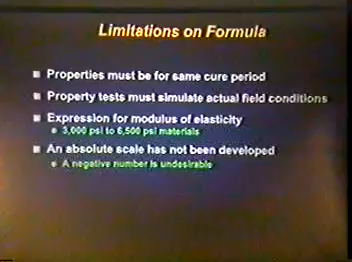 Limitations on Formula
Properties must be for same cure period
Property tests must simulate actual field conditions
Expression for modulus of elasticity
3,000 psi to 6,500 psi materials
An absolute scale has not been developed
A negative number is undesirable